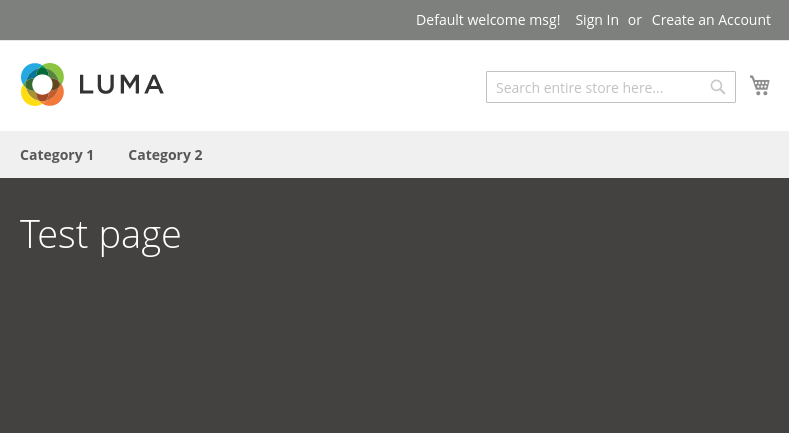 Default welcome msg! Sign In or Create an Account
LUMA
Search entire store here...
Category 1 Category 2
Test page